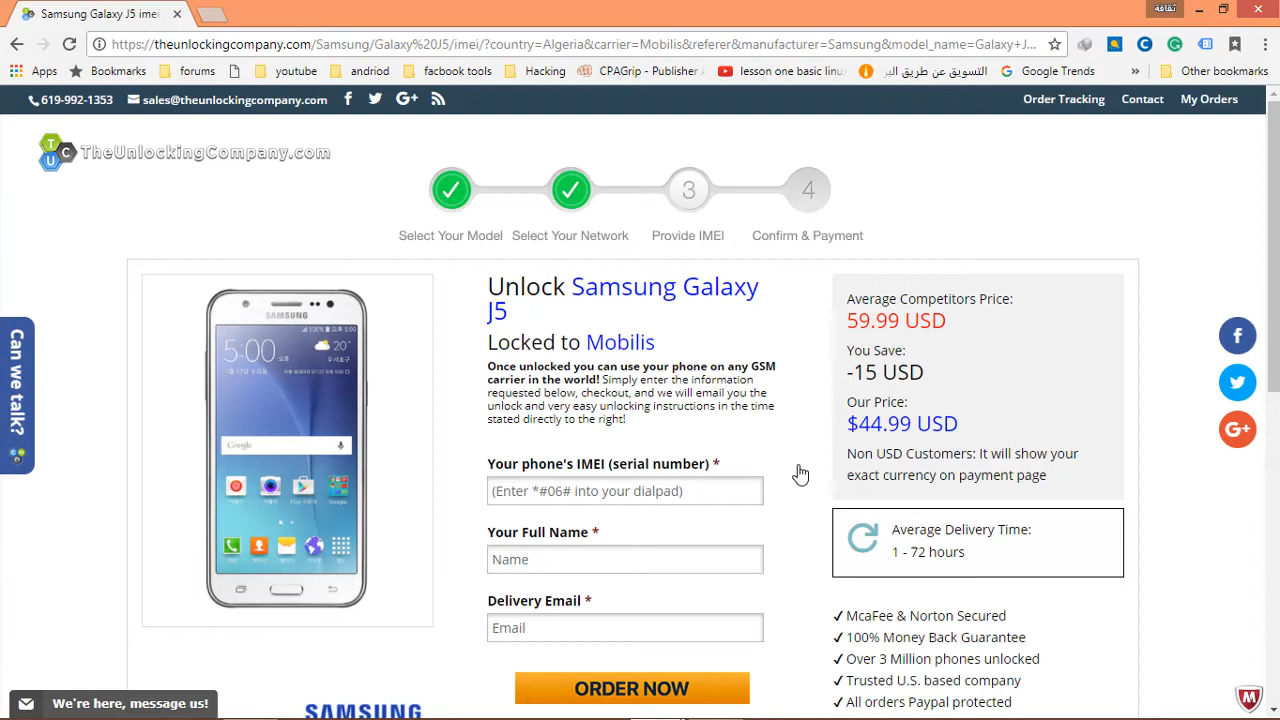 Samsung Galaxy J5 imei
ثقافة
https://theunlockingcompany.com/Samsung/Galaxy%20J5/imei/?country=Algeria&carrier=Mobilis&referer&manufacturer=Samsung&model_name=Galaxy+J...
Apps Bookmarks forums youtube andriod facbook tools Hacking CPAGrip - Publisher lesson one basic linu التسويق عن طريق البر Google Trends » Other bookmarks
619-992-1353 sales@theunlockingcompany.com Order Tracking Contact My Orders
TUC TheUnlockingCompany.com
3 4
Select Your Model Select Your Network Provide IMEI Confirm & Payment
SAMSUNG
5:00
20°
Google
Unlock Samsung Galaxy
J5
Locked to Mobilis
Once unlocked you can use your phone on any GSM
carrier in the world! Simply enter the information
requested below, checkout, and we will email you the
unlock and very easy unlocking instructions in the time
stated directly to the right!
Your phone's IMEI (serial number) *
(Enter *#06# into your dialpad)
Your Full Name *
Name
Delivery Email *
Email
ORDER NOW
Average Competitors Price:
59.99 USD
You Save:
-15 USD
Our Price:
$44.99 USD
Non USD Customers: It will show your
exact currency on payment page
Average Delivery Time:
1 - 72 hours
✓ McAfee & Norton Secured
✓ 100% Money Back Guarantee
✓ Over 3 Million phones unlocked
✓ Trusted U.S. based company
✓ All orders Paypal protected
Can we talk?
We're here, message us!
SAMSUNG